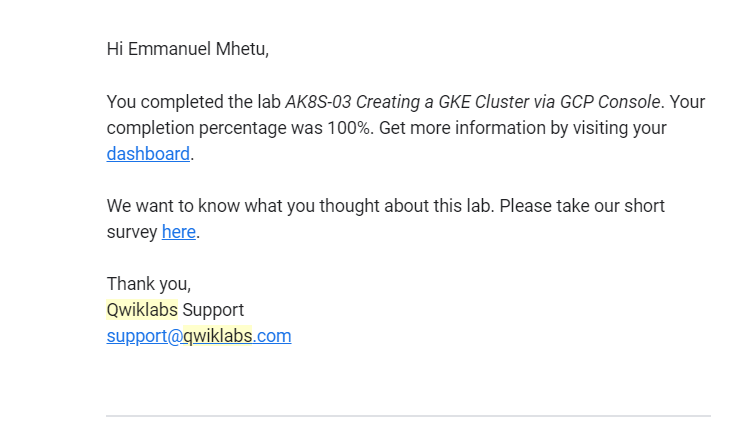 Hi Emmanuel Mhetu,
You completed the lab AK8S-03 Creating a GKE Cluster via GCP Console. Your
completion percentage was 100%. Get more information by visiting your
dashboard.
We want to know what you thought about this lab. Please take our short
survey here.
Thank you,
Qwiklabs Support
support@qwiklabs.com